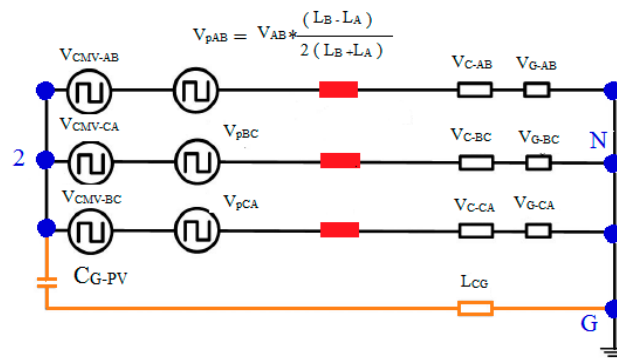 VpAB = VAB* (LB-LA)
2 (LB+LA)
VCMV-AB
VC-AB VG-AB
VCMV-CA
VpBC VC-BC VG-BC
2 N
VCMV-BC
VpCA VC-CA VG-CA
CG-PV
LCG
G